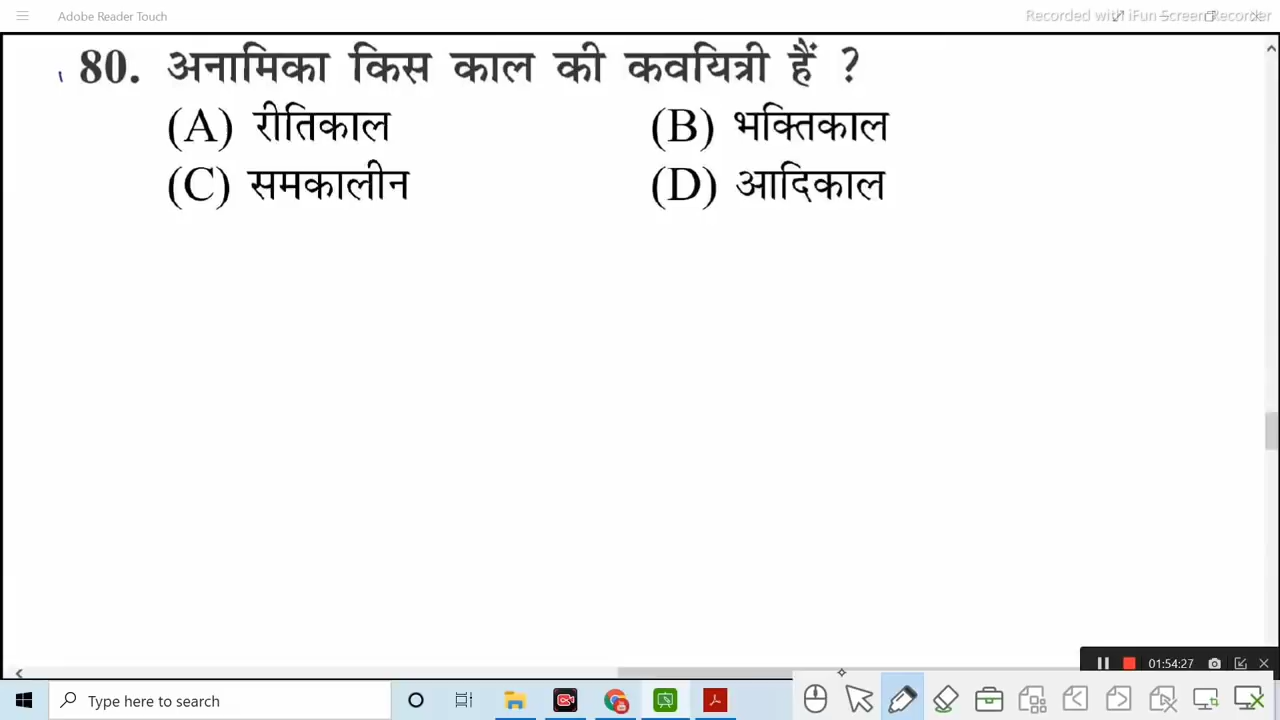 Adobe Reader Touch
Recorded with iFun Screen Recorder
80. अनामिका किस काल की कवयित्री हैं ?
(A) रीतिकाल (B) भक्तिकाल
(C) समकालीन (D) आदिकाल
01:54:27
Type here to search